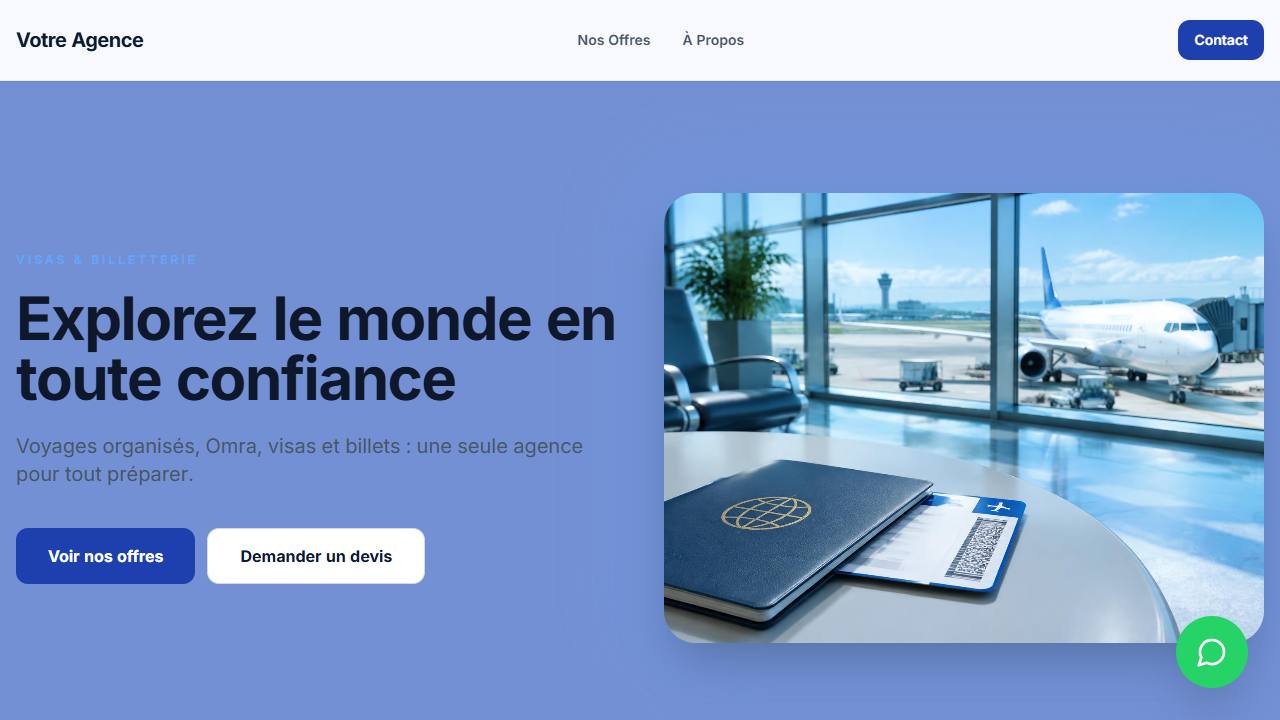 Votre Agence
Nos Offres
À Propos
Contact
VISAS & BILLETTERIE
Explorez le monde en
toute confiance
Voyages organisés, Omra, visas et billets : une seule agence
pour tout préparer.
Voir nos offres
Demander un devis